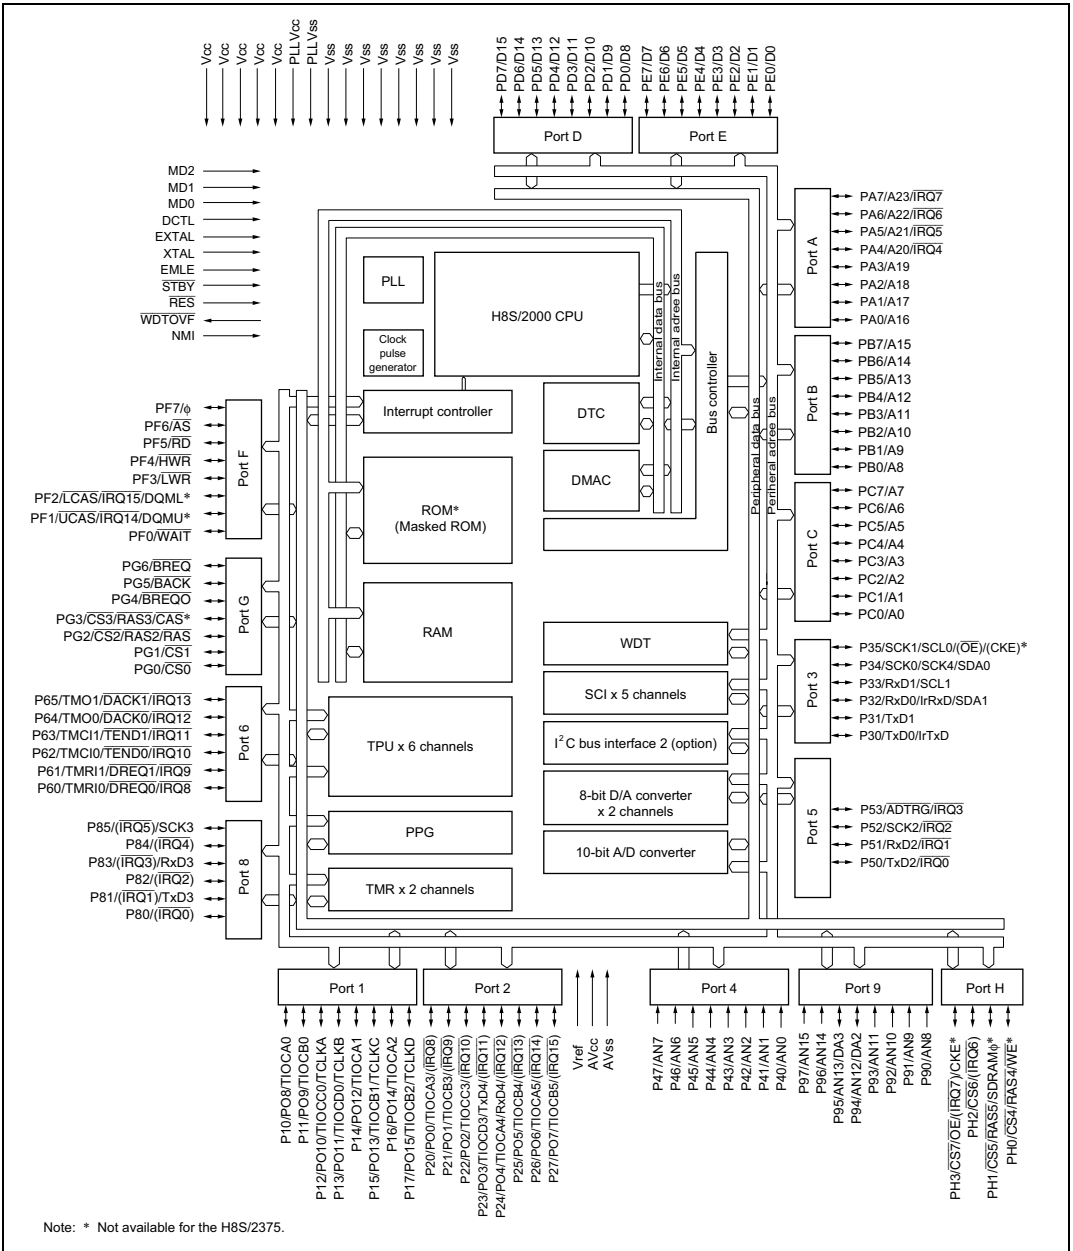 Vcc
Vcc
Vcc
Vcc
Vcc
PLLVcc
PLLVss
Vss
Vss
Vss
Vss
Vss
Vss
Vss
Vss
PD7/D15
PD6/D14
PD5/D13
PD4/D12
PD3/D11
PD2/D10
PD1/D9
PD0/D8
PE7/D7
PE6/D6
PE5/D5
PE4/D4
PE3/D3
PE2/D2
PE1/D1
PE0/D0
Port D
Port E
MD2
MD1
MD0
DCTL
EXTAL
XTAL
EMLE
STBY
RES
WDTOVF
NMI
PLL
Clock
pulse
generator
H8S/2000 CPU
Interrupt controller
DTC
DMAC
ROM*
(Masked ROM)
RAM
Internal data bus
Internal adree bus
Bus controller
Peripheral data bus
Periheral adree bus
WDT
SCI x 5 channels
I2C bus interface 2 (option)
8-bit D/A converter
x 2 channels
10-bit A/D converter
TPU x 6 channels
PPG
TMR x 2 channels
Port A
PA7/A23/IRQ7
PA6/A22/IRQ6
PA5/A21/IRQ5
PA4/A20/IRQ4
PA3/A19
PA2/A18
PA1/A17
PA0/A16
Port B
PB7/A15
PB6/A14
PB5/A13
PB4/A12
PB3/A11
PB2/A10
PB1/A9
PB0/A8
Port C
PC7/A7
PC6/A6
PC5/A5
PC4/A4
PC3/A3
PC2/A2
PC1/A1
PC0/A0
Port 3
P35/SCK1/SCL0/(OE)/(CKE)*
P34/SCK0/SCK4/SDA0
P33/RxD1/SCL1
P32/RxD0/IrRxD/SDA1
P31/TxD1
P30/TxD0/IrTxD
Port 5
P53/ADTRG/IRQ3
P52/SCK2/IRQ2
P51/RxD2/IRQ1
P50/TxD2/IRQ0
PF7/ϕ
PF6/AS
PF5/RD
PF4/HWR
PF3/LWR
PF2/LCAS/IRQ15/DQML*
PF1/UCAS/IRQ14/DQMU*
PF0/WAIT
Port F
PG6/BREQ
PG5/BACK
PG4/BREQO
PG3/CS3/RAS3/CAS*
PG2/CS2/RAS2/RAS
PG1/CS1
PG0/CS0
Port G
P65/TMO1/DACK1/IRQ13
P64/TMO0/DACK0/IRQ12
P63/TMCI1/TEND1/IRQ11
P62/TMCI0/TEND0/IRQ10
P61/TMRI1/DREQ1/IRQ9
P60/TMRI0/DREQ0/IRQ8
Port 6
P85/(IRQ5)/SCK3
P84/(IRQ4)
P83/(IRQ3)/RxD3
P82/(IRQ2)
P81/(IRQ1)/TxD3
P80/(IRQ0)
Port 8
Port 1
Port 2
Port 4
Port 9
Port H
P10/PO8/TIOCA0
P11/PO9/TIOCB0
P12/PO10/TIOCC0/TCLKA
P13/PO11/TIOCD0/TCLKB
P14/PO12/TIOCA1
P15/PO13/TIOCB1/TCLKC
P16/PO14/TIOCA2
P17/PO15/TIOCB2/TCLKD
P20/PO0/TIOCA3/(IRQ8)
P21/PO1/TIOCB3/(IRQ9)
P22/PO2/TIOCC3/(IRQ10)
P23/PO3/TIOCD3/TxD4/(IRQ11)
P24/PO4/TIOCA4/RxD4/(IRQ12)
P25/PO5/TIOCB4/(IRQ13)
P26/PO6/TIOCA5/(IRQ14)
P27/PO7/TIOCB5/(IRQ15)
Vref
AVcc
AVss
P47/AN7
P46/AN6
P45/AN5
P44/AN4
P43/AN3
P42/AN2
P41/AN1
P40/AN0
P97/AN15
P96/AN14
P95/AN13/DA3
P94/AN12/DA2
P93/AN11
P92/AN10
P91/AN9
P90/AN8
PH3/CS7/OE/(IRQ7)/CKE*
PH2/CS6/(IRQ6)
PH1/CS5/RAS5/SDRAMϕ*
PH0/CS4/RAS4/WE*
Note: * Not available for the H8S/2375.